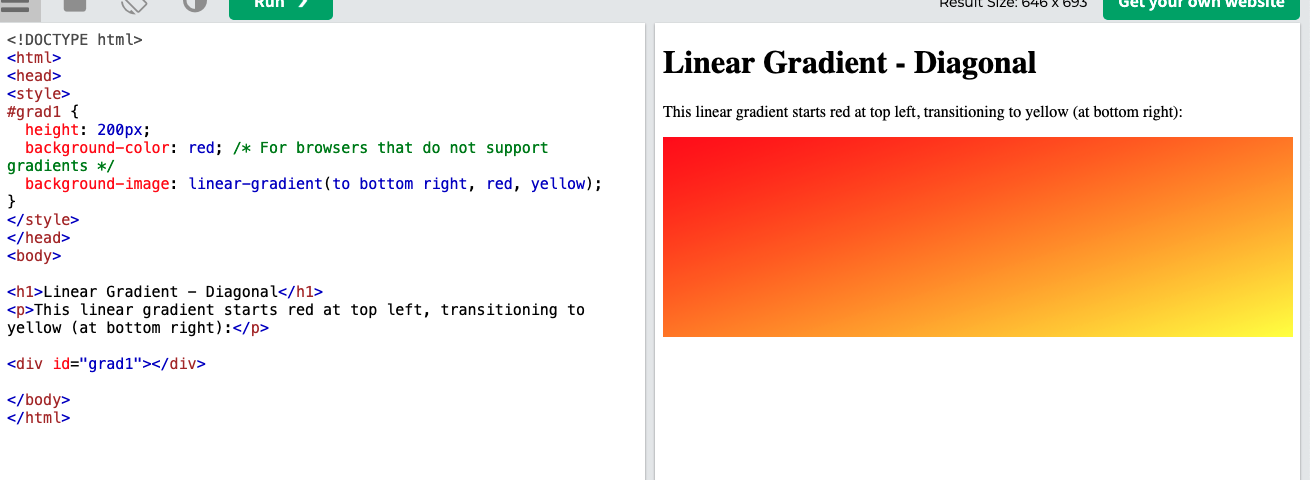 Run ❯
Result Size: 646 x 693
Get your own website
<!DOCTYPE html>
<html>
<head>
<style>
#grad1 {
  height: 200px;
  background-color: red; /* For browsers that do not support
gradients */
  background-image: linear-gradient(to bottom right, red, yellow);
}
</style>
</head>
<body>

<h1>Linear Gradient - Diagonal</h1>
<p>This linear gradient starts red at top left, transitioning to
yellow (at bottom right):</p>

<div id="grad1"></div>

</body>
</html>
Linear Gradient - Diagonal
This linear gradient starts red at top left, transitioning to yellow (at bottom right):